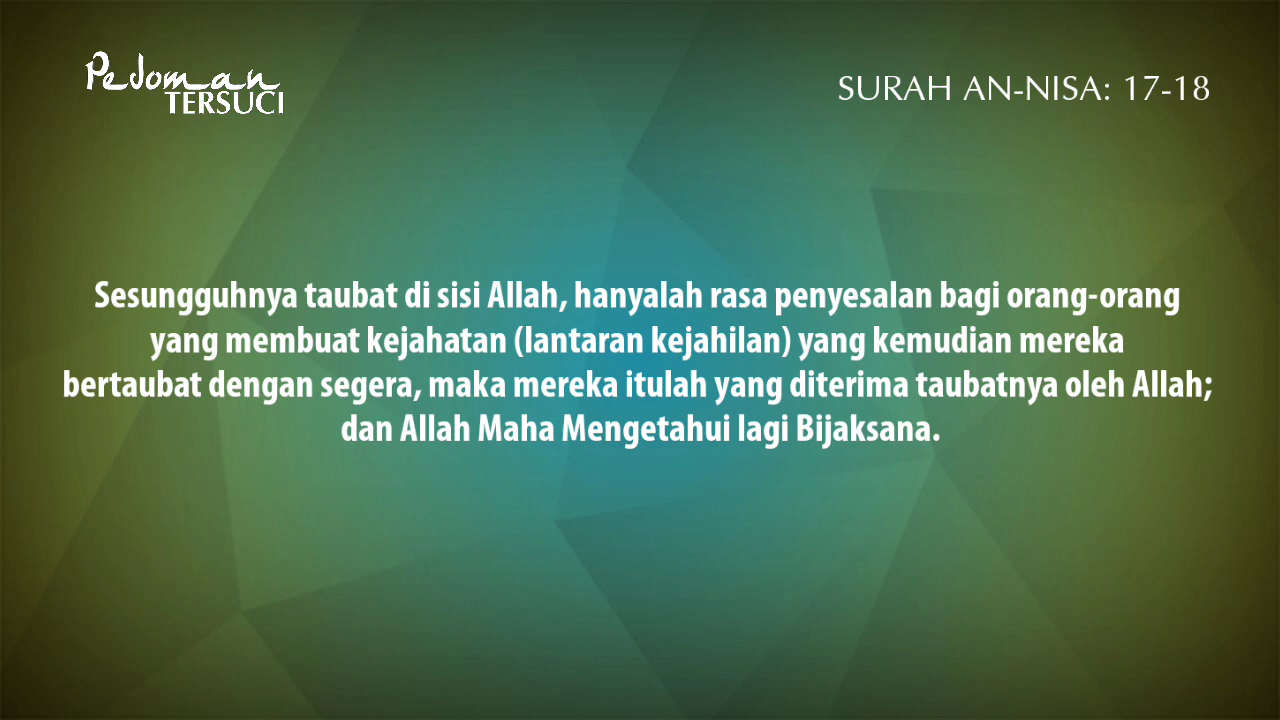 Pedoman
TERSUCI
SURAH AN-NISA: 17-18
Sesungguhnya taubat di sisi Allah, hanyalah rasa penyesalan bagi orang-orang
yang membuat kejahatan (lantaran kejahilan) yang kemudian mereka
bertaubat dengan segera, maka mereka itulah yang diterima taubatnya oleh Allah;
dan Allah Maha Mengetahui lagi Bijaksana.